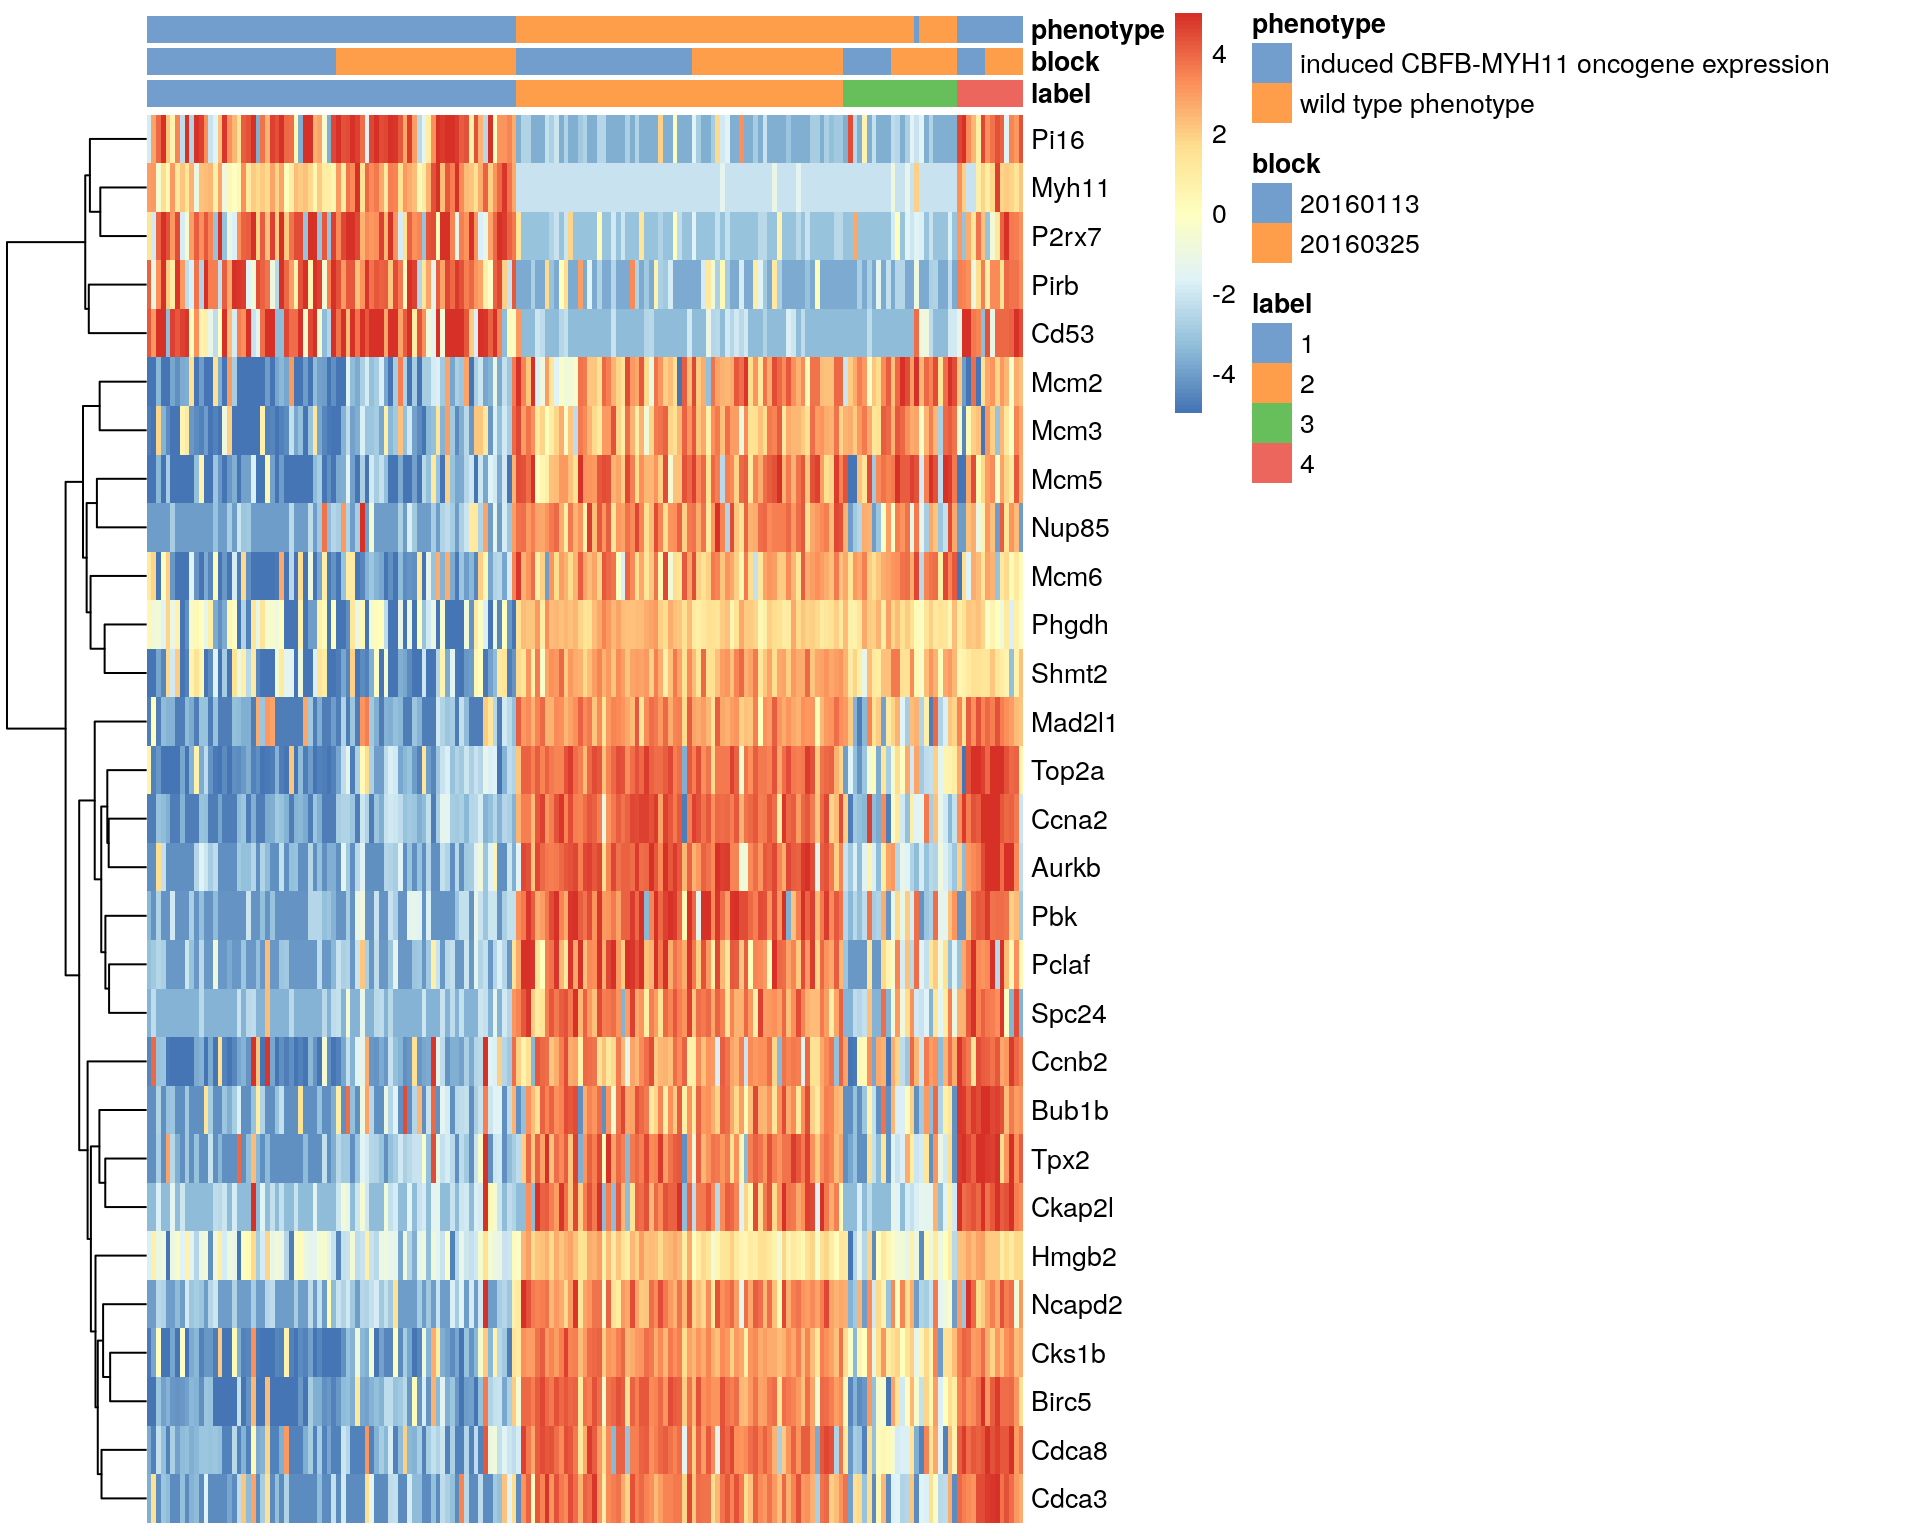 phenotype
block
label
Pi16
Myh11
P2rx7
Pirb
Cd53
Mcm2
Mcm3
Mcm5
Nup85
Mcm6
Phgdh
Shmt2
Mad2l1
Top2a
Ccna2
Aurkb
Pbk
Pclaf
Spc24
Ccnb2
Bub1b
Tpx2
Ckap2l
Hmgb2
Ncapd2
Cks1b
Birc5
Cdca8
Cdca3
4
2
0
-2
-4
phenotype
induced CBFB-MYH11 oncogene expression
wild type phenotype
block
20160113
20160325
label
1
2
3
4